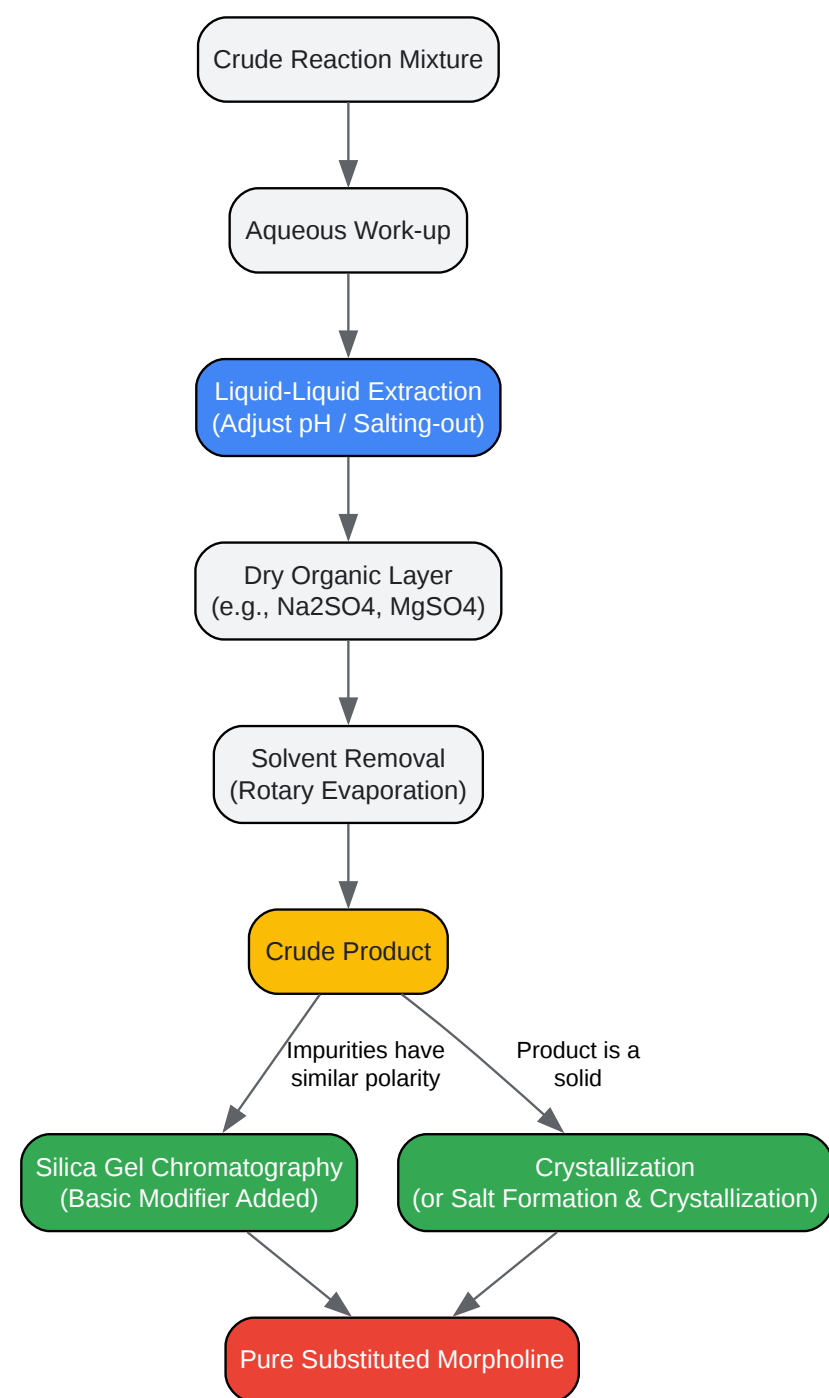 Crude Reaction Mixture
Aqueous Work-up
Liquid-Liquid Extraction
(Adjust pH / Salting-out)
Dry Organic Layer
(e.g., Na2SO4, MgSO4)
Solvent Removal
(Rotary Evaporation)
Crude Product
Impurities have
similar polarity
Product is a
solid
Silica Gel Chromatography
(Basic Modifier Added)
Crystallization
(or Salt Formation & Crystallization)
Pure Substituted Morpholine